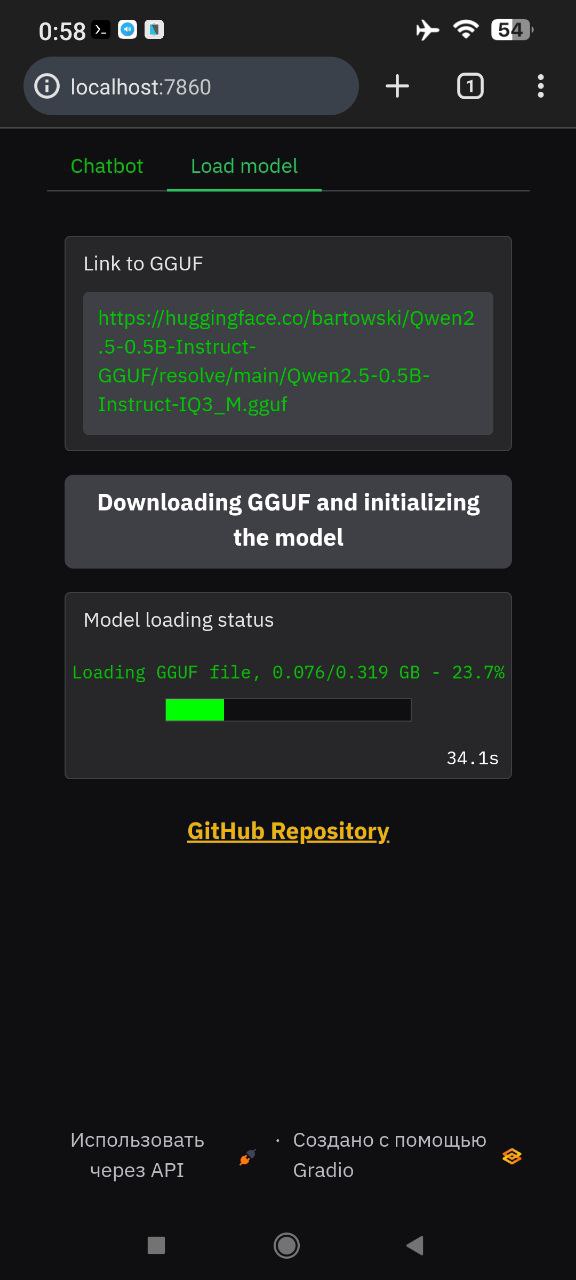 0:58
54
localhost:7860
1
Chatbot
Load model
Link to GGUF
https://huggingface.co/bartowski/Qwen2
.5-0.5B-Instruct-
GGUF/resolve/main/Qwen2.5-0.5B-
Instruct-IQ3_M.gguf
Downloading GGUF and initializing
the model
Model loading status
Loading GGUF file, 0.076/0.319 GB - 23.7%
34.1s
GitHub Repository
Использовать
через API
· Создано с помощью
Gradio